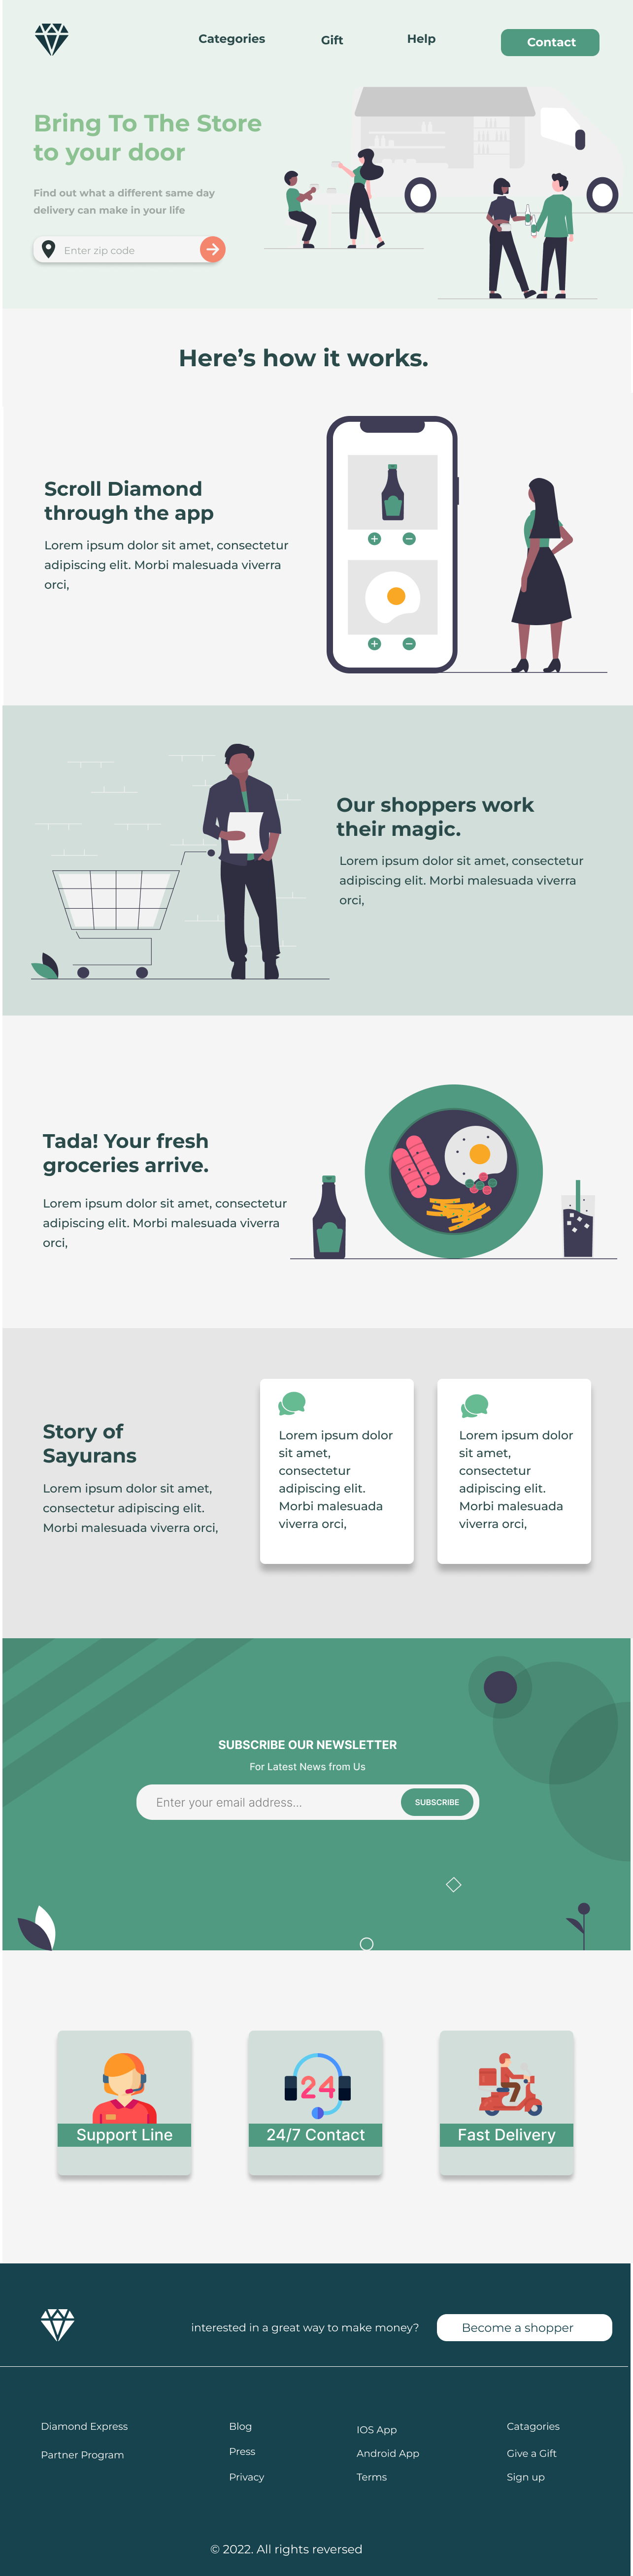 Categories
Gift
Help
Contact
Bring To The Store
to your door
Find out what a different same day
delivery can make in your life
Enter zip code
Here's how it works.
Scroll Diamond
through the app
Lorem ipsum dolor sit amet, consectetur
adipiscing elit. Morbi malesuada viverra
orci,
Our shoppers work
their magic.
Lorem ipsum dolor sit amet, consectetur
adipiscing elit. Morbi malesuada viverra
orci,
Tada! Your fresh
groceries arrive.
Lorem ipsum dolor sit amet, consectetur
adipiscing elit. Morbi malesuada viverra
orci,
Story of
Sayurans
Lorem ipsum dolor sit amet,
consectetur adipiscing elit.
Morbi malesuada viverra orci,
Lorem ipsum dolor
sit amet,
consectetur
adipiscing elit.
Morbi malesuada
viverra orci,
Lorem ipsum dolor
sit amet,
consectetur
adipiscing elit.
Morbi malesuada
viverra orci,
SUBSCRIBE OUR NEWSLETTER
For Latest News from Us
Enter your email address...
SUBSCRIBE
Support Line
24
24/7 Contact
Fast Delivery
interested in a great way to make money?
Become a shopper
Diamond Express
Partner Program
Blog
Press
Privacy
IOS App
Android App
Terms
Catagories
Give a Gift
Sign up
© 2022. All rights reversed